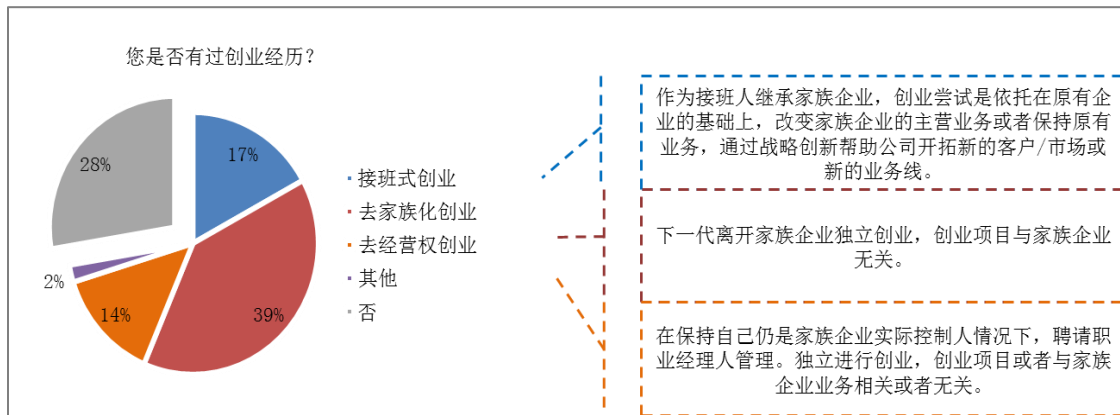 您是否有过创业经历?
28%
17%
2%
14%
39%
接班式创业
去家族化创业
去经营权创业
其他
否
作为接班人继承家族企业，创业尝试是依托在原有企
业的基础上，改变家族企业的主营业务或者保持原有
业务，通过战略创新帮助公司开拓新的客户/市场或
新的业务线。
下一代离开家族企业独立创业，创业项目与家族企业
无关。
在保持自己仍是家族企业实际控制人情况下，聘请职
业经理人管理。独立进行创业，创业项目或者与家族
企业业务相关或者无关。